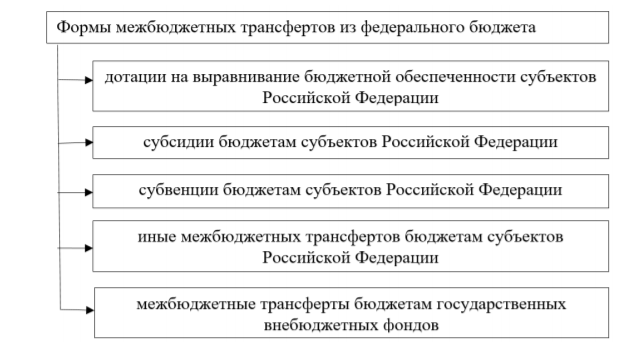 Формы межбюджетных трансфертов из федерального бюджета
дотации на выравнивание бюджетной обеспеченности субъектов
Российской Федерации
субсидии бюджетам субъектов Российской Федерации
субвенции бюджетам субъектов Российской Федерации
иные межбюджетных трансфертов бюджетам субъектов
Российской Федерации
межбюджетные трансферты бюджетам государственных
внебюджетных фондов